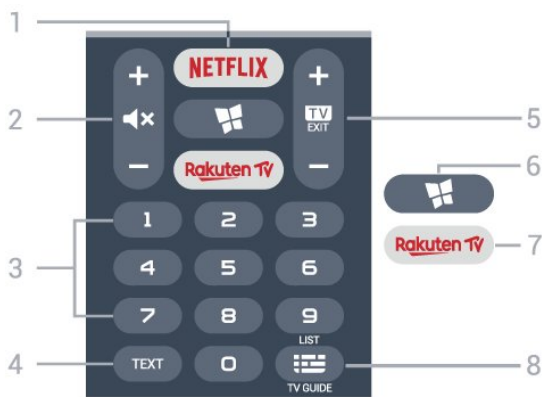 1
+ NETFLIX +
2 TV 5
EXIT
- - 6
Rakuten TV
Rakuten TV 7
1 2 3
3 4 5 6
7 8 9
LIST
4 TEXT 0 8
TV GUIDE